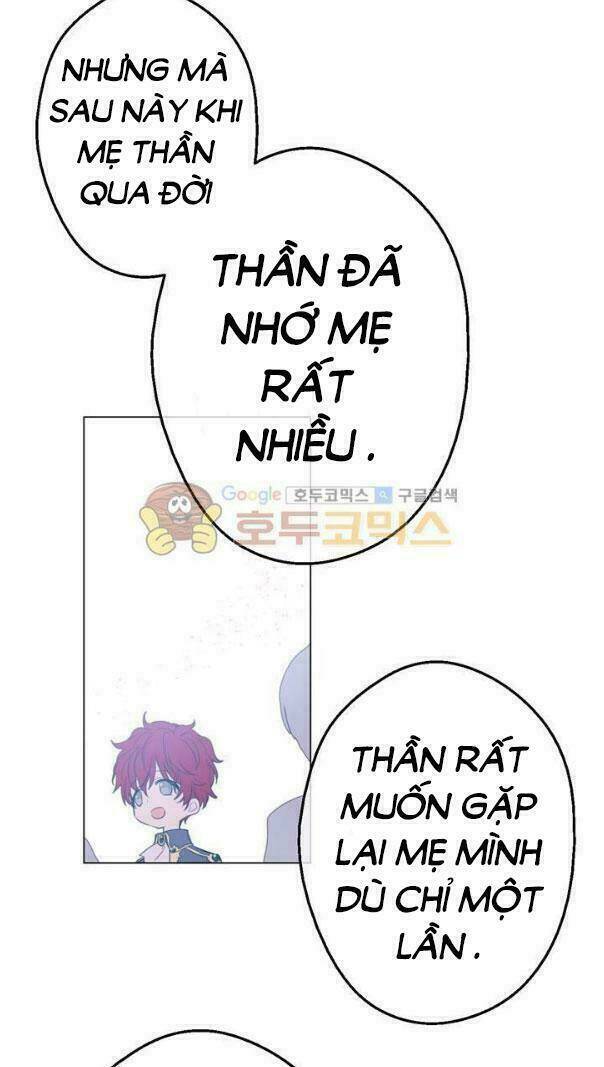 NHƯNG MÀ
SAU NÀY KHI
MẸ THẦN
QUA ĐỜI
THẦN ĐÃ
NHỚ MẸ
RẤT
NHIỀU .
Google 호두코믹스 구글검색
호두코믹스
THẦN RẤT
MUỐN GẶP
LẠI MẸ MÌNH
DÙ CHỈ MỘT
LẦN .